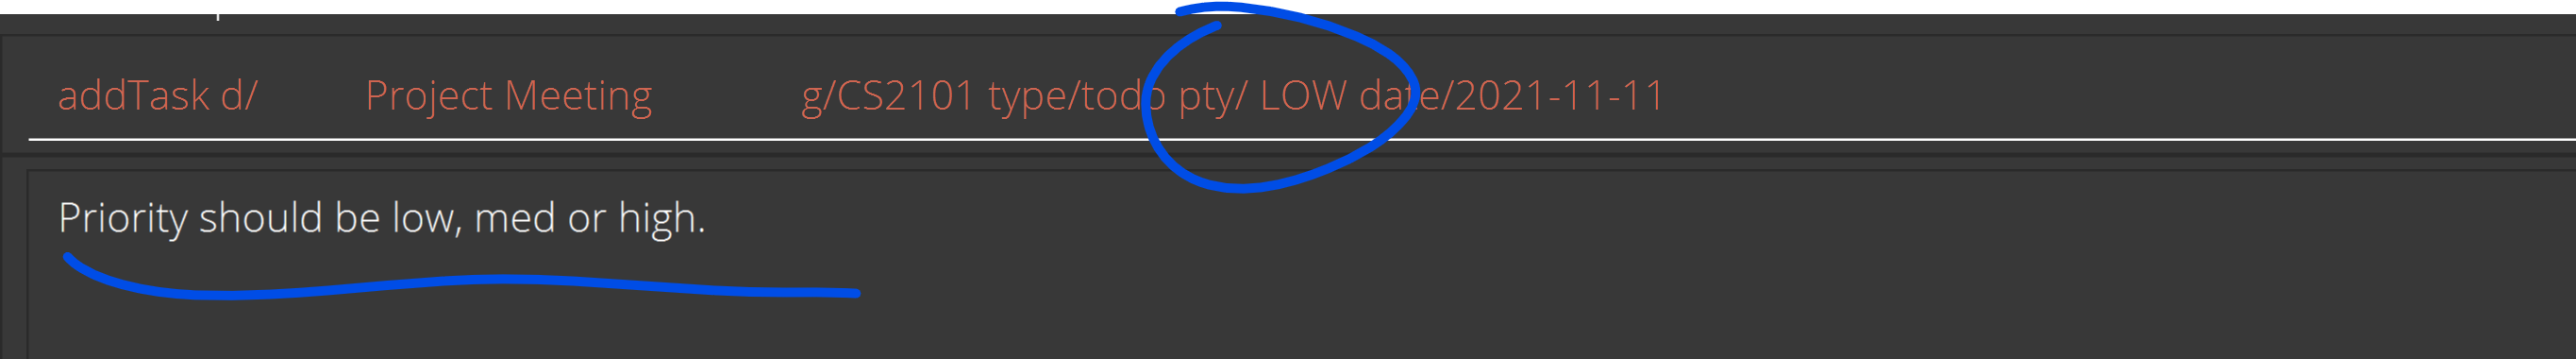 addTask d/ Project Meeting g/CS2101 type/todo pty/ LOW date/2021-11-11
Priority should be low, med or high.